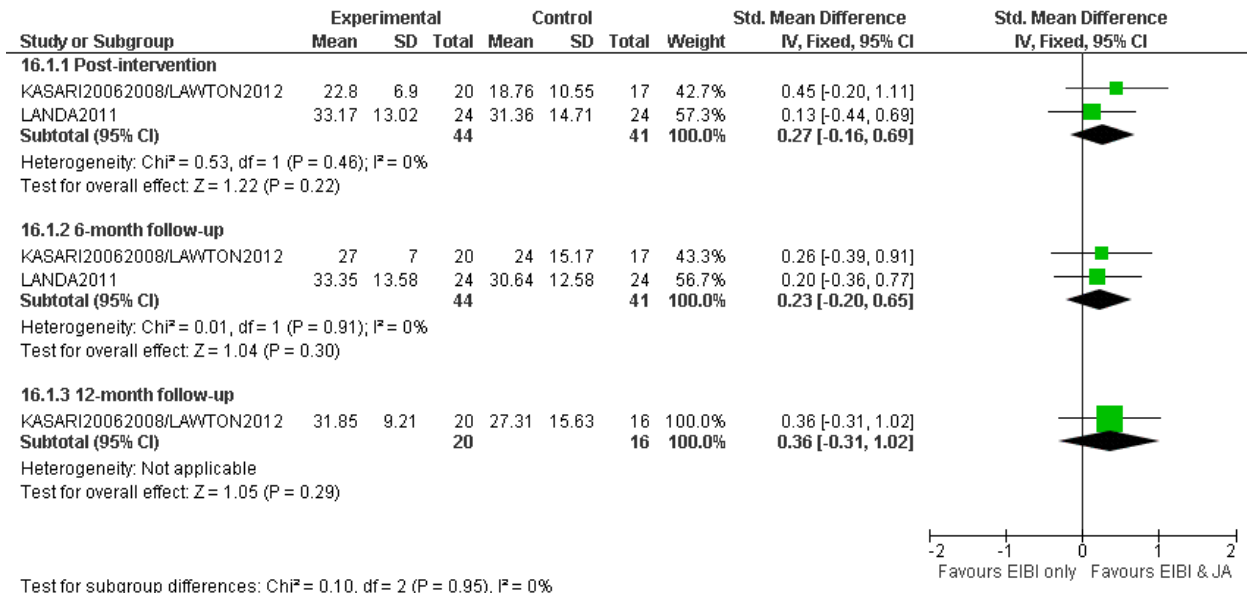 Experimental Control Std. Mean Difference Std. Mean Difference
Study or Subgroup Mean SD Total Mean SD Total Weight IV, Fixed, 95% CI IV, Fixed, 95% CI
16.1.1 Post-intervention
KASARI20062008/LAWTON2012 22.8 6.9 20 18.76 10.55 17 42.7% 0.45 [-0.20, 1.11]
LANDA2011 33.17 13.02 24 31.36 14.71 24 57.3% 0.13 [-0.44, 0.69]
Subtotal (95% CI) 44 41 100.0% 0.27 [-0.16, 0.69]
Heterogeneity: Chi² = 0.53, df = 1 (P = 0.46); I² = 0%
Test for overall effect: Z = 1.22 (P = 0.22)
16.1.2 6-month follow-up
KASARI20062008/LAWTON2012 27 7 20 24 15.17 17 43.3% 0.26 [-0.39, 0.91]
LANDA2011 33.35 13.58 24 30.64 12.58 24 56.7% 0.20 [-0.36, 0.77]
Subtotal (95% CI) 44 41 100.0% 0.23 [-0.20, 0.65]
Heterogeneity: Chi² = 0.01, df = 1 (P = 0.91); I² = 0%
Test for overall effect: Z = 1.04 (P = 0.30)
16.1.3 12-month follow-up
KASARI20062008/LAWTON2012 31.85 9.21 20 27.31 15.63 16 100.0% 0.36 [-0.31, 1.02]
Subtotal (95% CI) 20 16 100.0% 0.36 [-0.31, 1.02]
Heterogeneity: Not applicable
Test for overall effect: Z = 1.05 (P = 0.29)
-2 -1 0 1 2
Favours EIBI only Favours EIBI & JA
Test for subgroup differences: Chi² = 0.10, df = 2 (P = 0.95), I² = 0%